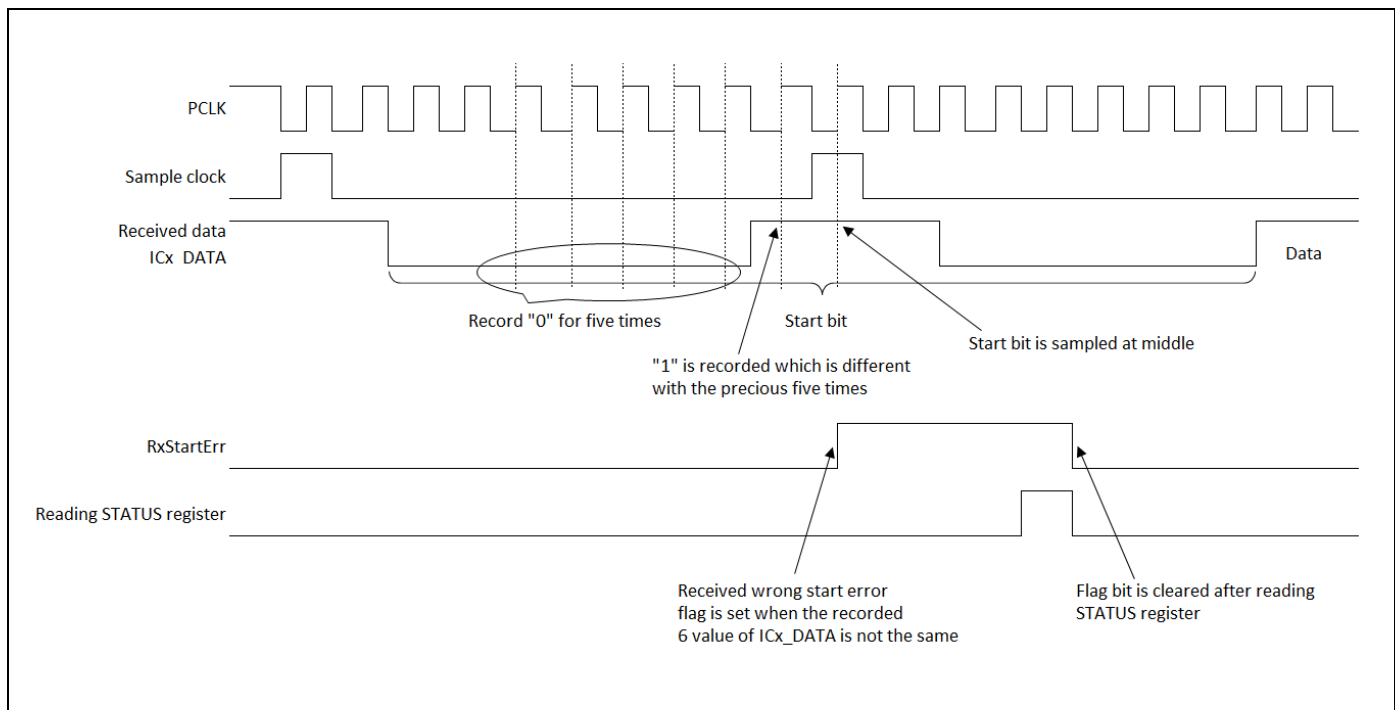 PCLK
Sample clock
Received data
ICx DATA
Data
Record "0" for five times
Start bit
Start bit is sampled at middle
"1" is recorded which is different
with the precious five times
RxStartErr
Reading STATUS register
Received wrong start error
flag is set when the recorded
6 value of ICx_DATA is not the same
Flag bit is cleared after reading
STATUS register